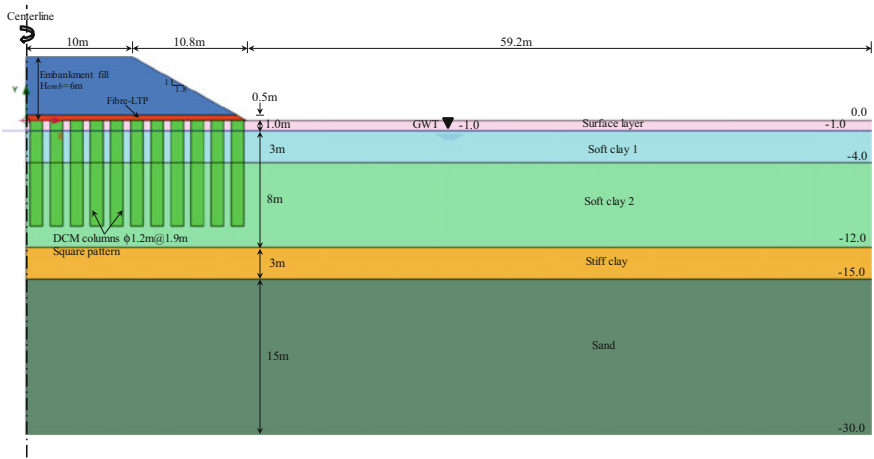 Centerline
10m
10.8m
59.2m
Embankment fill
Hemb=6m
1
1.8
Y
Fibre-LTP
0.5m
0.0
X
1.0m
GWT
-1.0
Surface layer
-1.0
3m
Soft clay 1
-4.0
8m
Soft clay 2
DCM columns ϕ1.2m@1.9m
Square pattern
-12.0
3m
Stiff clay
-15.0
15m
Sand
-30.0